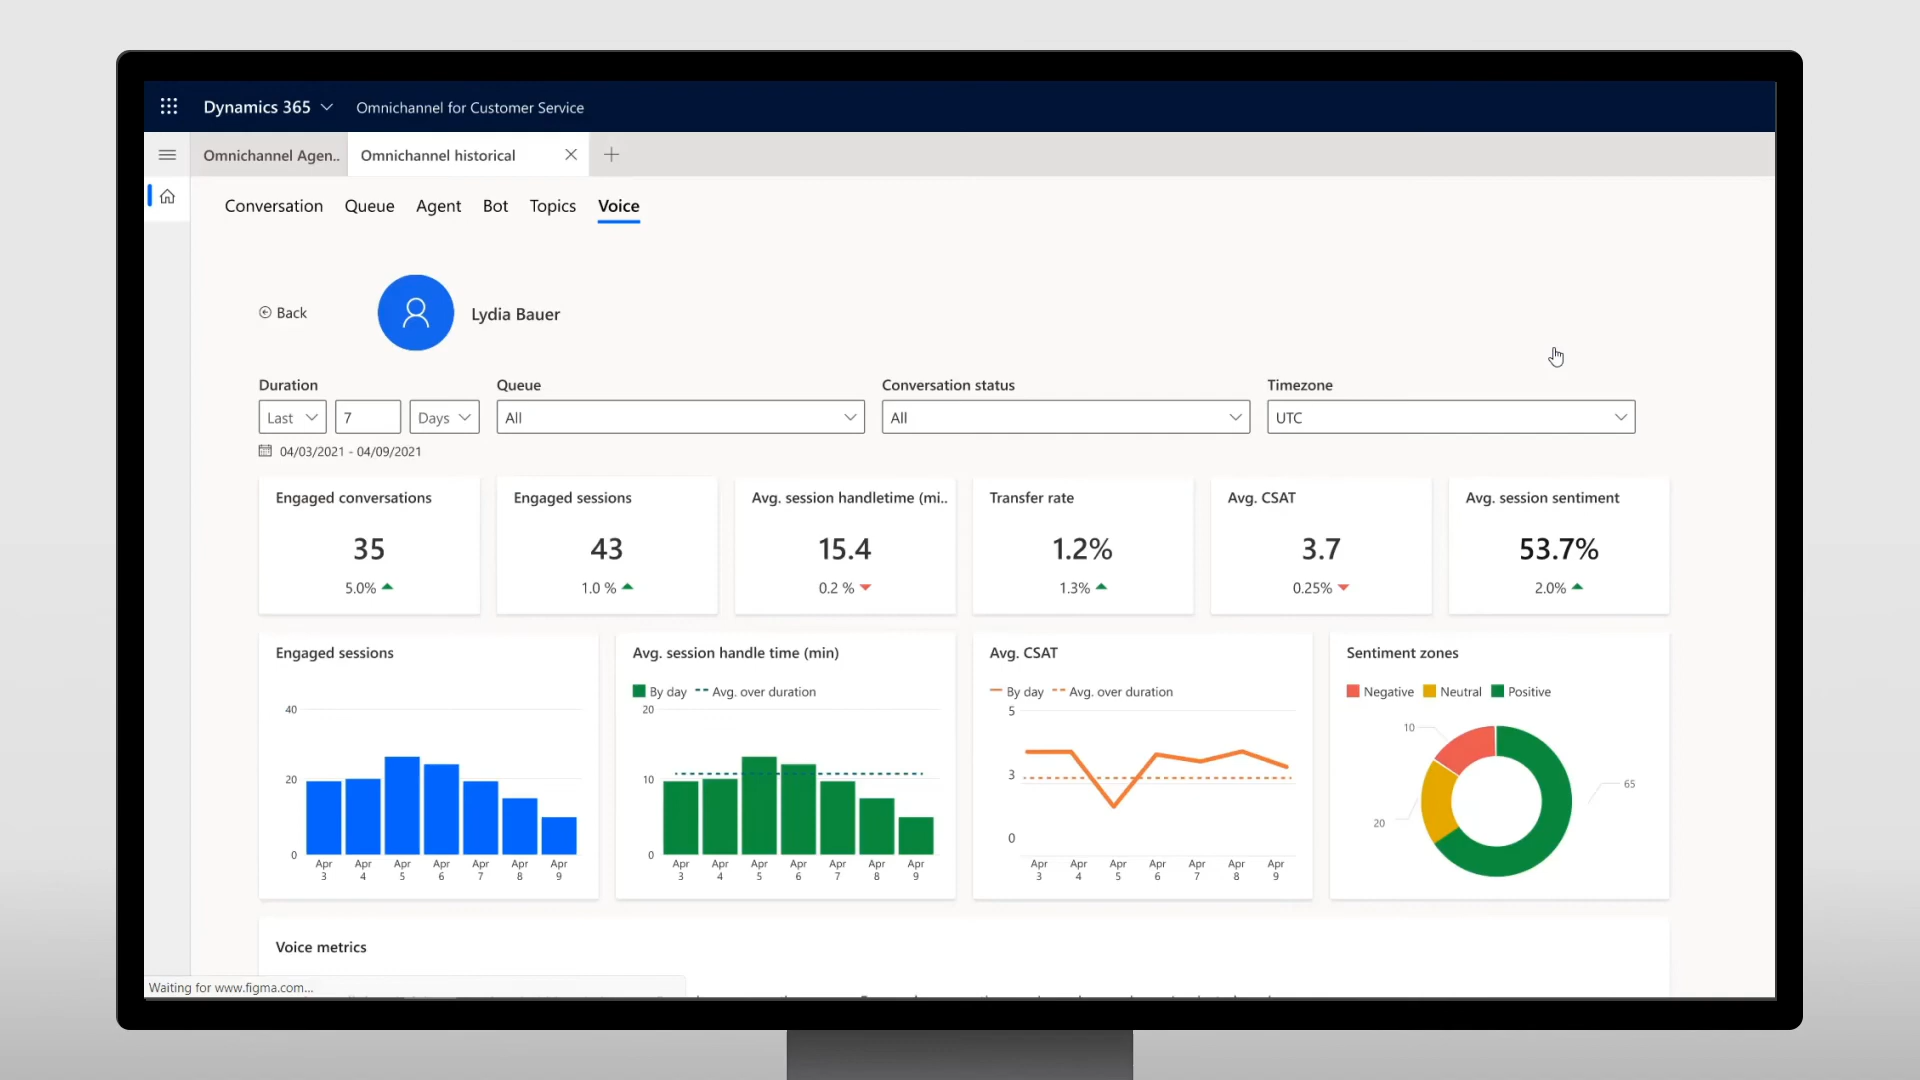 Dynamics 365 Omnichannel for Customer Service
Omnichannel Agen.. Omnichannel historical
Conversation Queue Agent Bot Topics Voice
Back Lydia Bauer
Duration Queue Conversation status Timezone
Last 7 Days All All UTC
04/03/2021 - 04/09/2021
Engaged conversations Engaged sessions Avg. session handletime (mi.. Transfer rate Avg. CSAT Avg. session sentiment
35 43 15.4 1.2% 3.7 53.7%
5.0% 1.0 % 0.2 % 1.3% 0.25% 2.0%
Engaged sessions
40
20
0
Apr Apr Apr Apr Apr Apr Apr
3 4 5 6 7 8 9
Avg. session handle time (min)
By day Avg. over duration
20
10
0
Apr Apr Apr Apr Apr Apr Apr
3 4 5 6 7 8 9
Avg. CSAT
By day Avg. over duration
5
3
0
Apr Apr Apr Apr Apr Apr Apr
3 4 5 6 7 8 9
Sentiment zones
Negative Neutral Positive
10
65
20
Voice metrics
Waiting for www.figma.com...